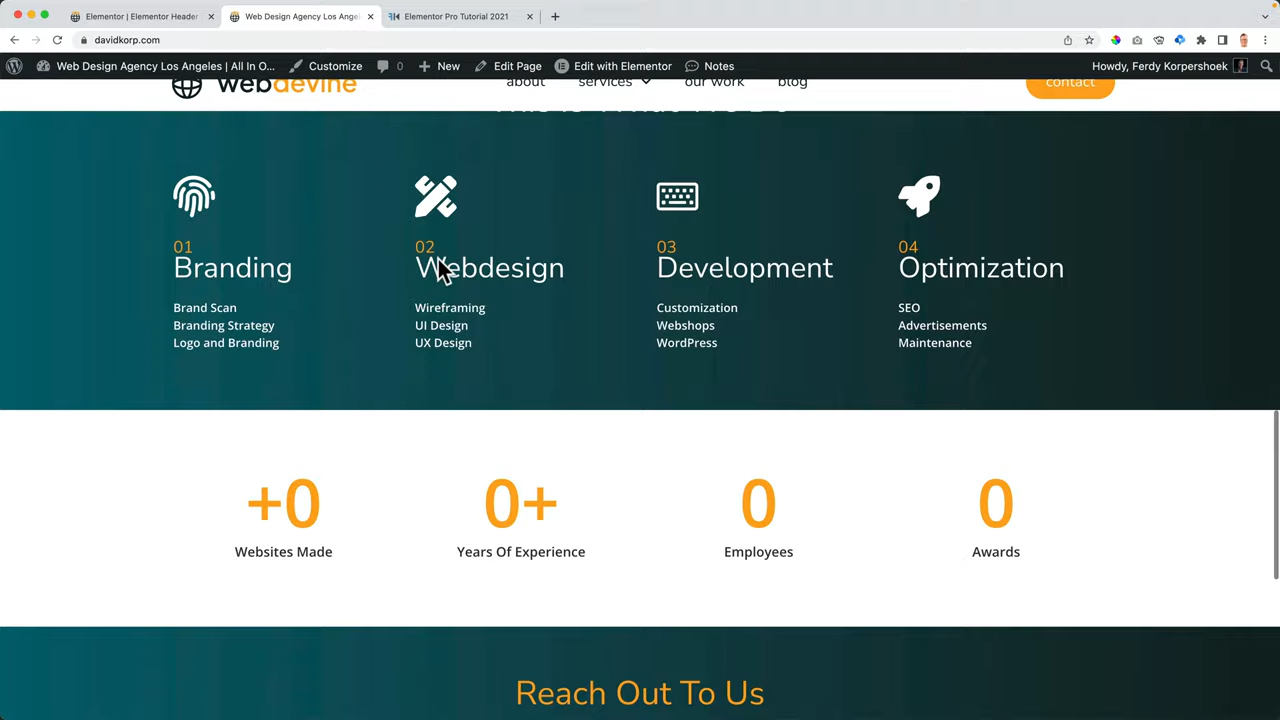 Elementor | Elementor Header
Web Design Agency Los Angel
Elementor Pro Tutorial 2021
davidkorp.com
Web Design Agency Los Angeles | All In O...
Customize
0
New
Edit Page
Edit with Elementor
Notes
Howdy, Ferdy Korpershoek
webdevine
about
services
our work
blog
contact
01
Branding
Brand Scan
Branding Strategy
Logo and Branding
02
Webdesign
Wireframing
UI Design
UX Design
03
Development
Customization
Webshops
WordPress
04
Optimization
SEO
Advertisements
Maintenance
+0
Websites Made
0+
Years Of Experience
0
Employees
0
Awards
Reach Out To Us